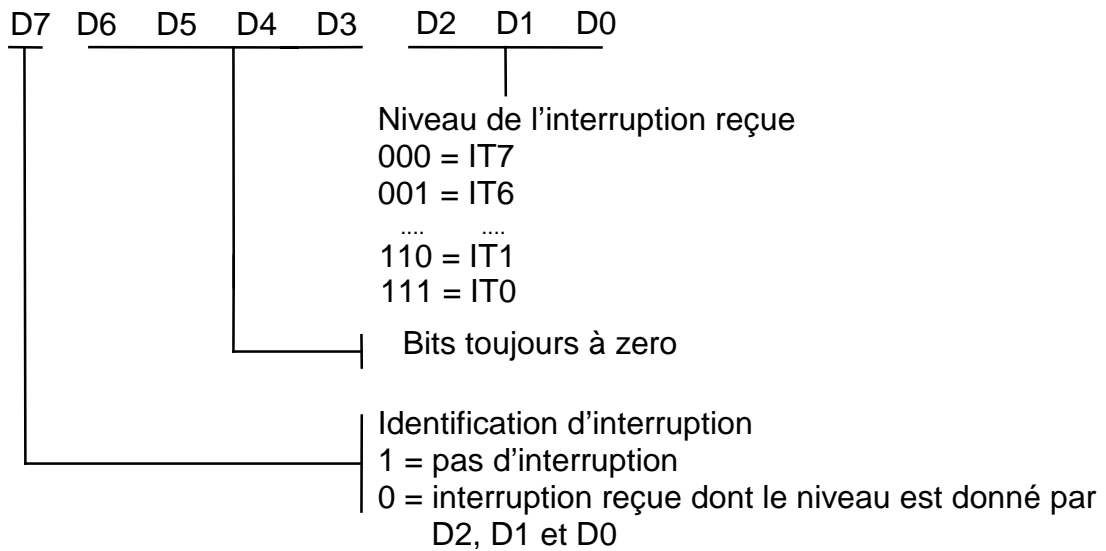 D7 D6 D5 D4 D3 D2 D1 D0
Niveau de l'interruption reçue
000 = IT7
001 = IT6
.... ....
110 = IT1
111 = IT0
Bits toujours à zero
Identification d'interruption
1 = pas d'interruption
0 = interruption reçue dont le niveau est donné par
D2, D1 et D0